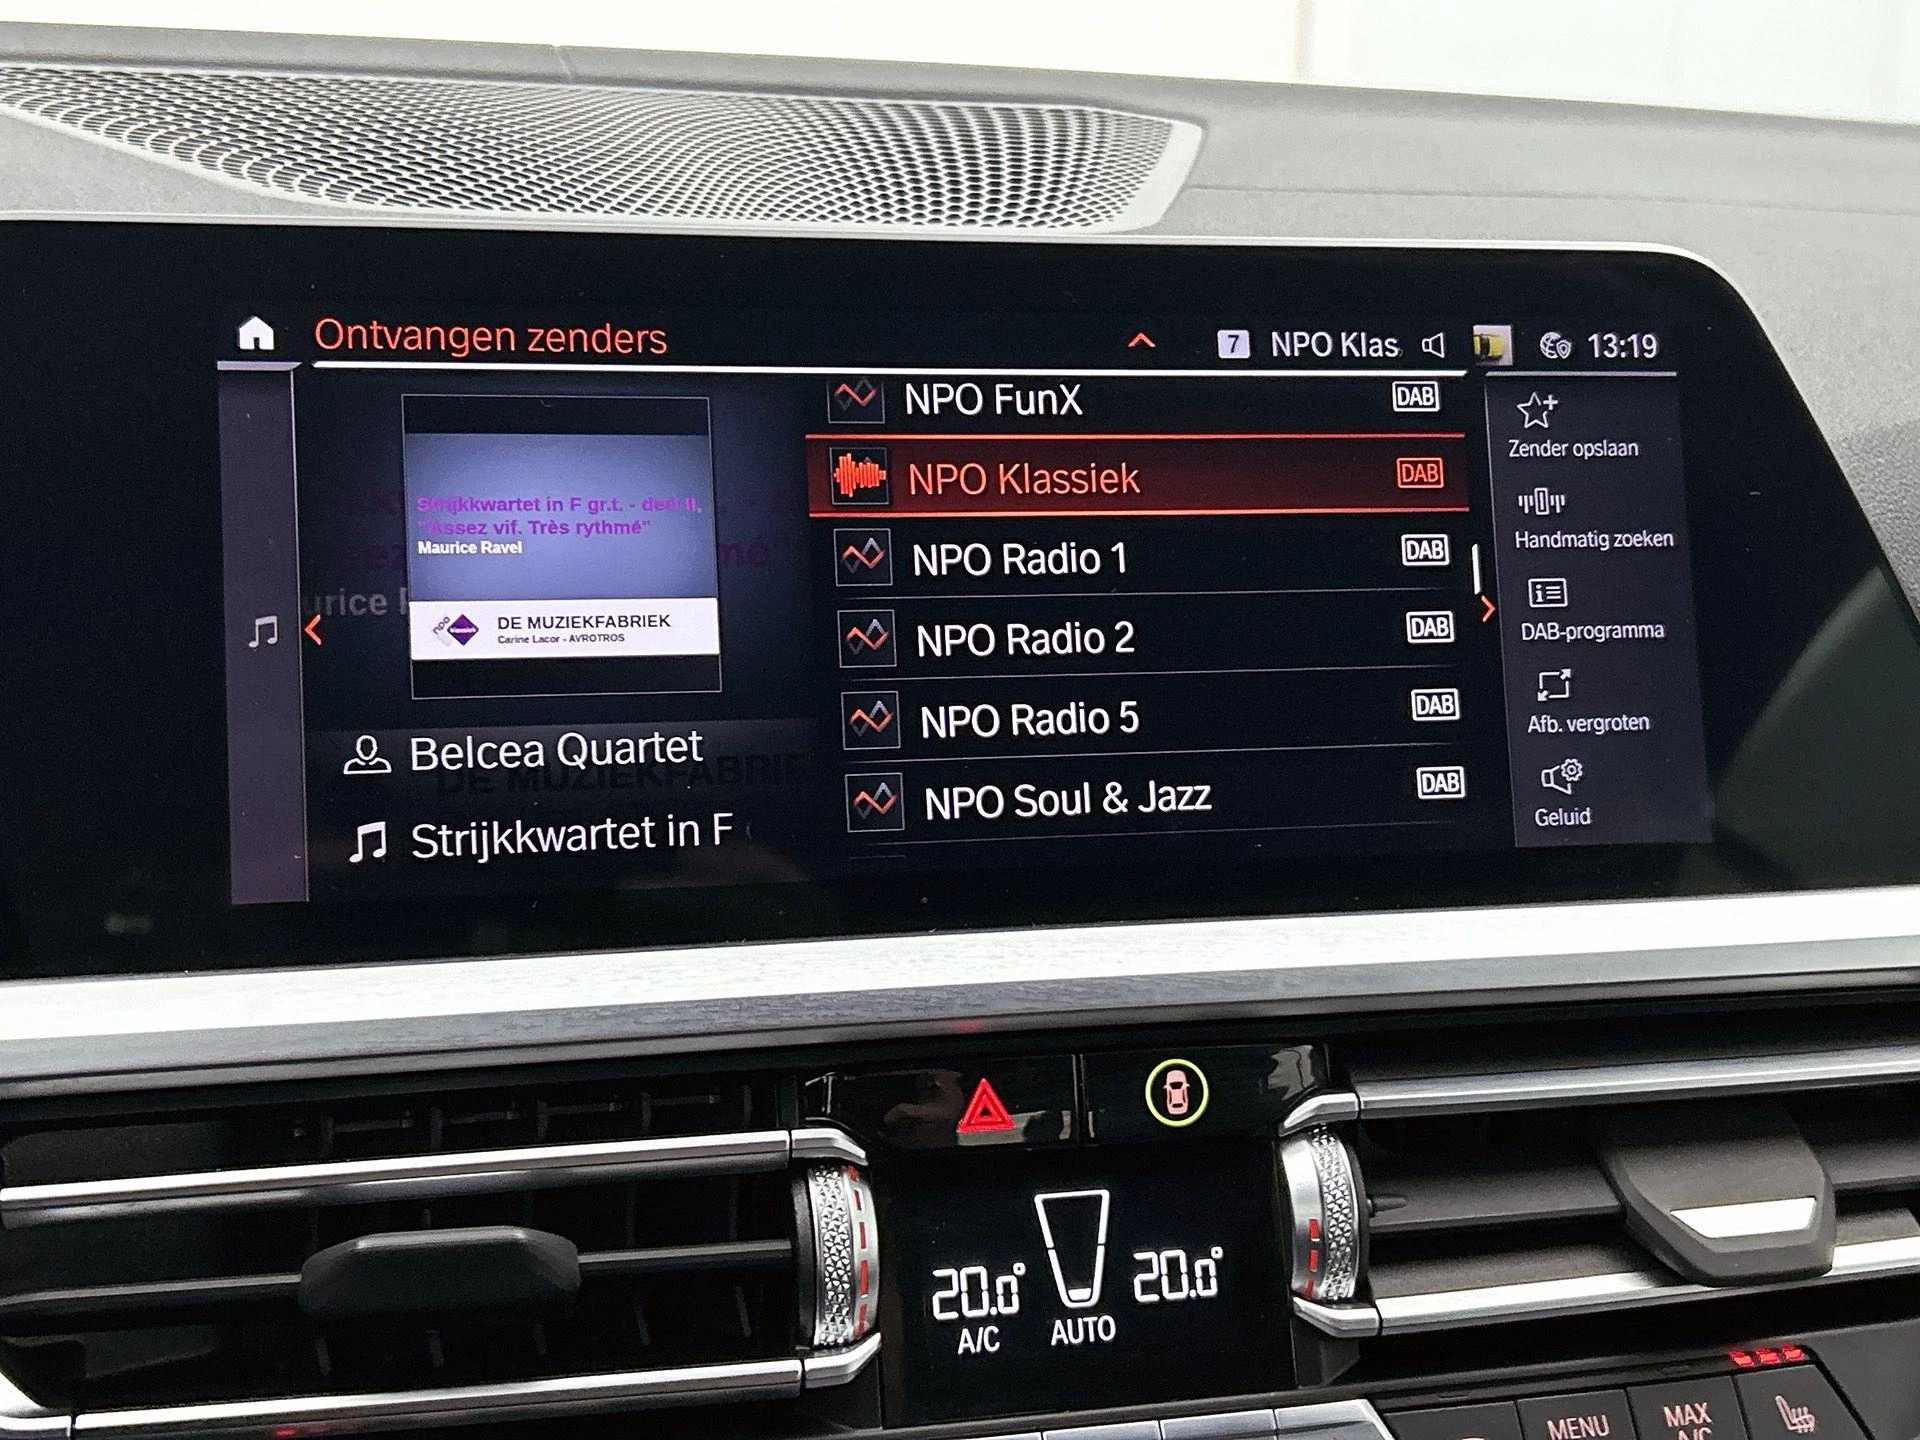 Ontvangen zenders
7 NPO Klas 13:19
NPO FunX DAB
NPO Klassiek DAB
NPO Radio 1 DAB
NPO Radio 2 DAB
NPO Radio 5 DAB
NPO Soul & Jazz DAB
Strijkkwartet in F gr.t. - deel II,
"Assez vif. Très rythmé"
Maurice Ravel
npo klassiek
DE MUZIEKFABRIEK
Carine Lacor - AVROTROS
Belcea Quartet
Strijkkwartet in F
Zender opslaan
Handmatig zoeken
DAB-programma
Afb. vergroten
Geluid
20.0° 20.0°
A/C AUTO
MENU
MAX
A/C